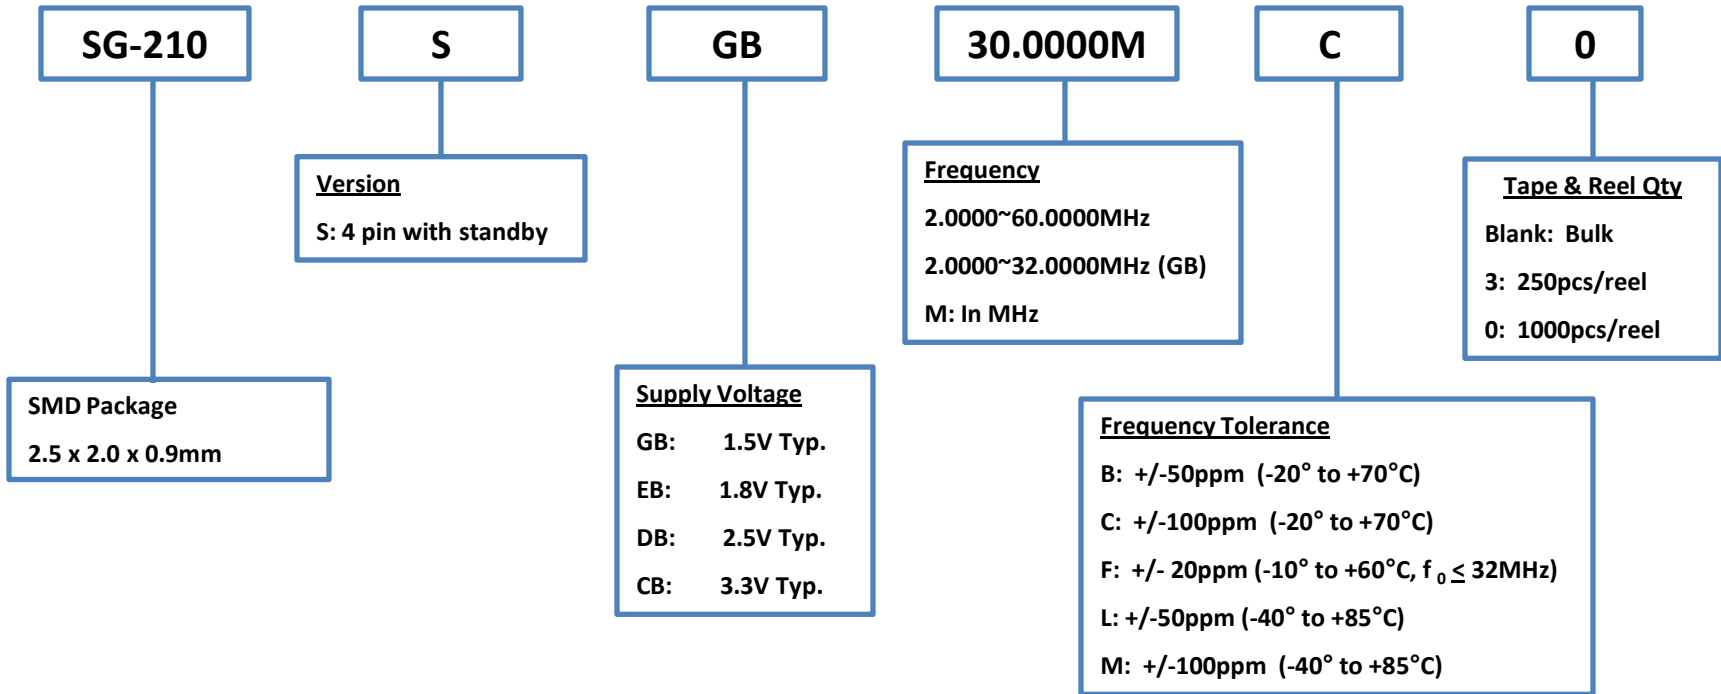 SG-210
S
GB
30.0000M
C
0
Version
S: 4 pin with standby
Frequency
2.0000~60.0000MHz
2.0000~32.0000MHz (GB)
M: In MHz
Tape & Reel Qty
Blank: Bulk
3: 250pcs/reel
0: 1000pcs/reel
SMD Package
2.5 x 2.0 x 0.9mm
Supply Voltage
GB: 1.5V Typ.
EB: 1.8V Typ.
DB: 2.5V Typ.
CB: 3.3V Typ.
Frequency Tolerance
B: +/-50ppm (-20° to +70°C)
C: +/-100ppm (-20° to +70°C)
F: +/- 20ppm (-10° to +60°C, f 0 ≤ 32MHz)
L: +/-50ppm (-40° to +85°C)
M: +/-100ppm (-40° to +85°C)